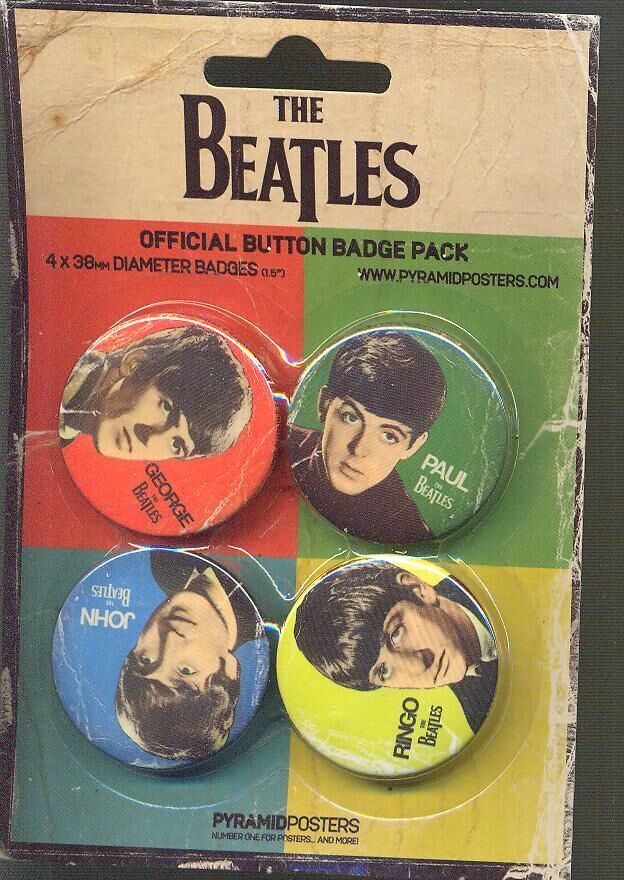 THE
BEATLES
OFFICIAL BUTTON BADGE PACK
4 X 38MM DIAMETER BADGES (1.5")
WWW.PYRAMIDPOSTERS.COM
GEORGE
THE
BEATLES
PAUL
THE
BEATLES
JOHN
THE
BEATLES
RINGO
THE
BEATLES
PYRAMIDPOSTERS
NUMBER ONE FOR POSTERS... AND MORE!